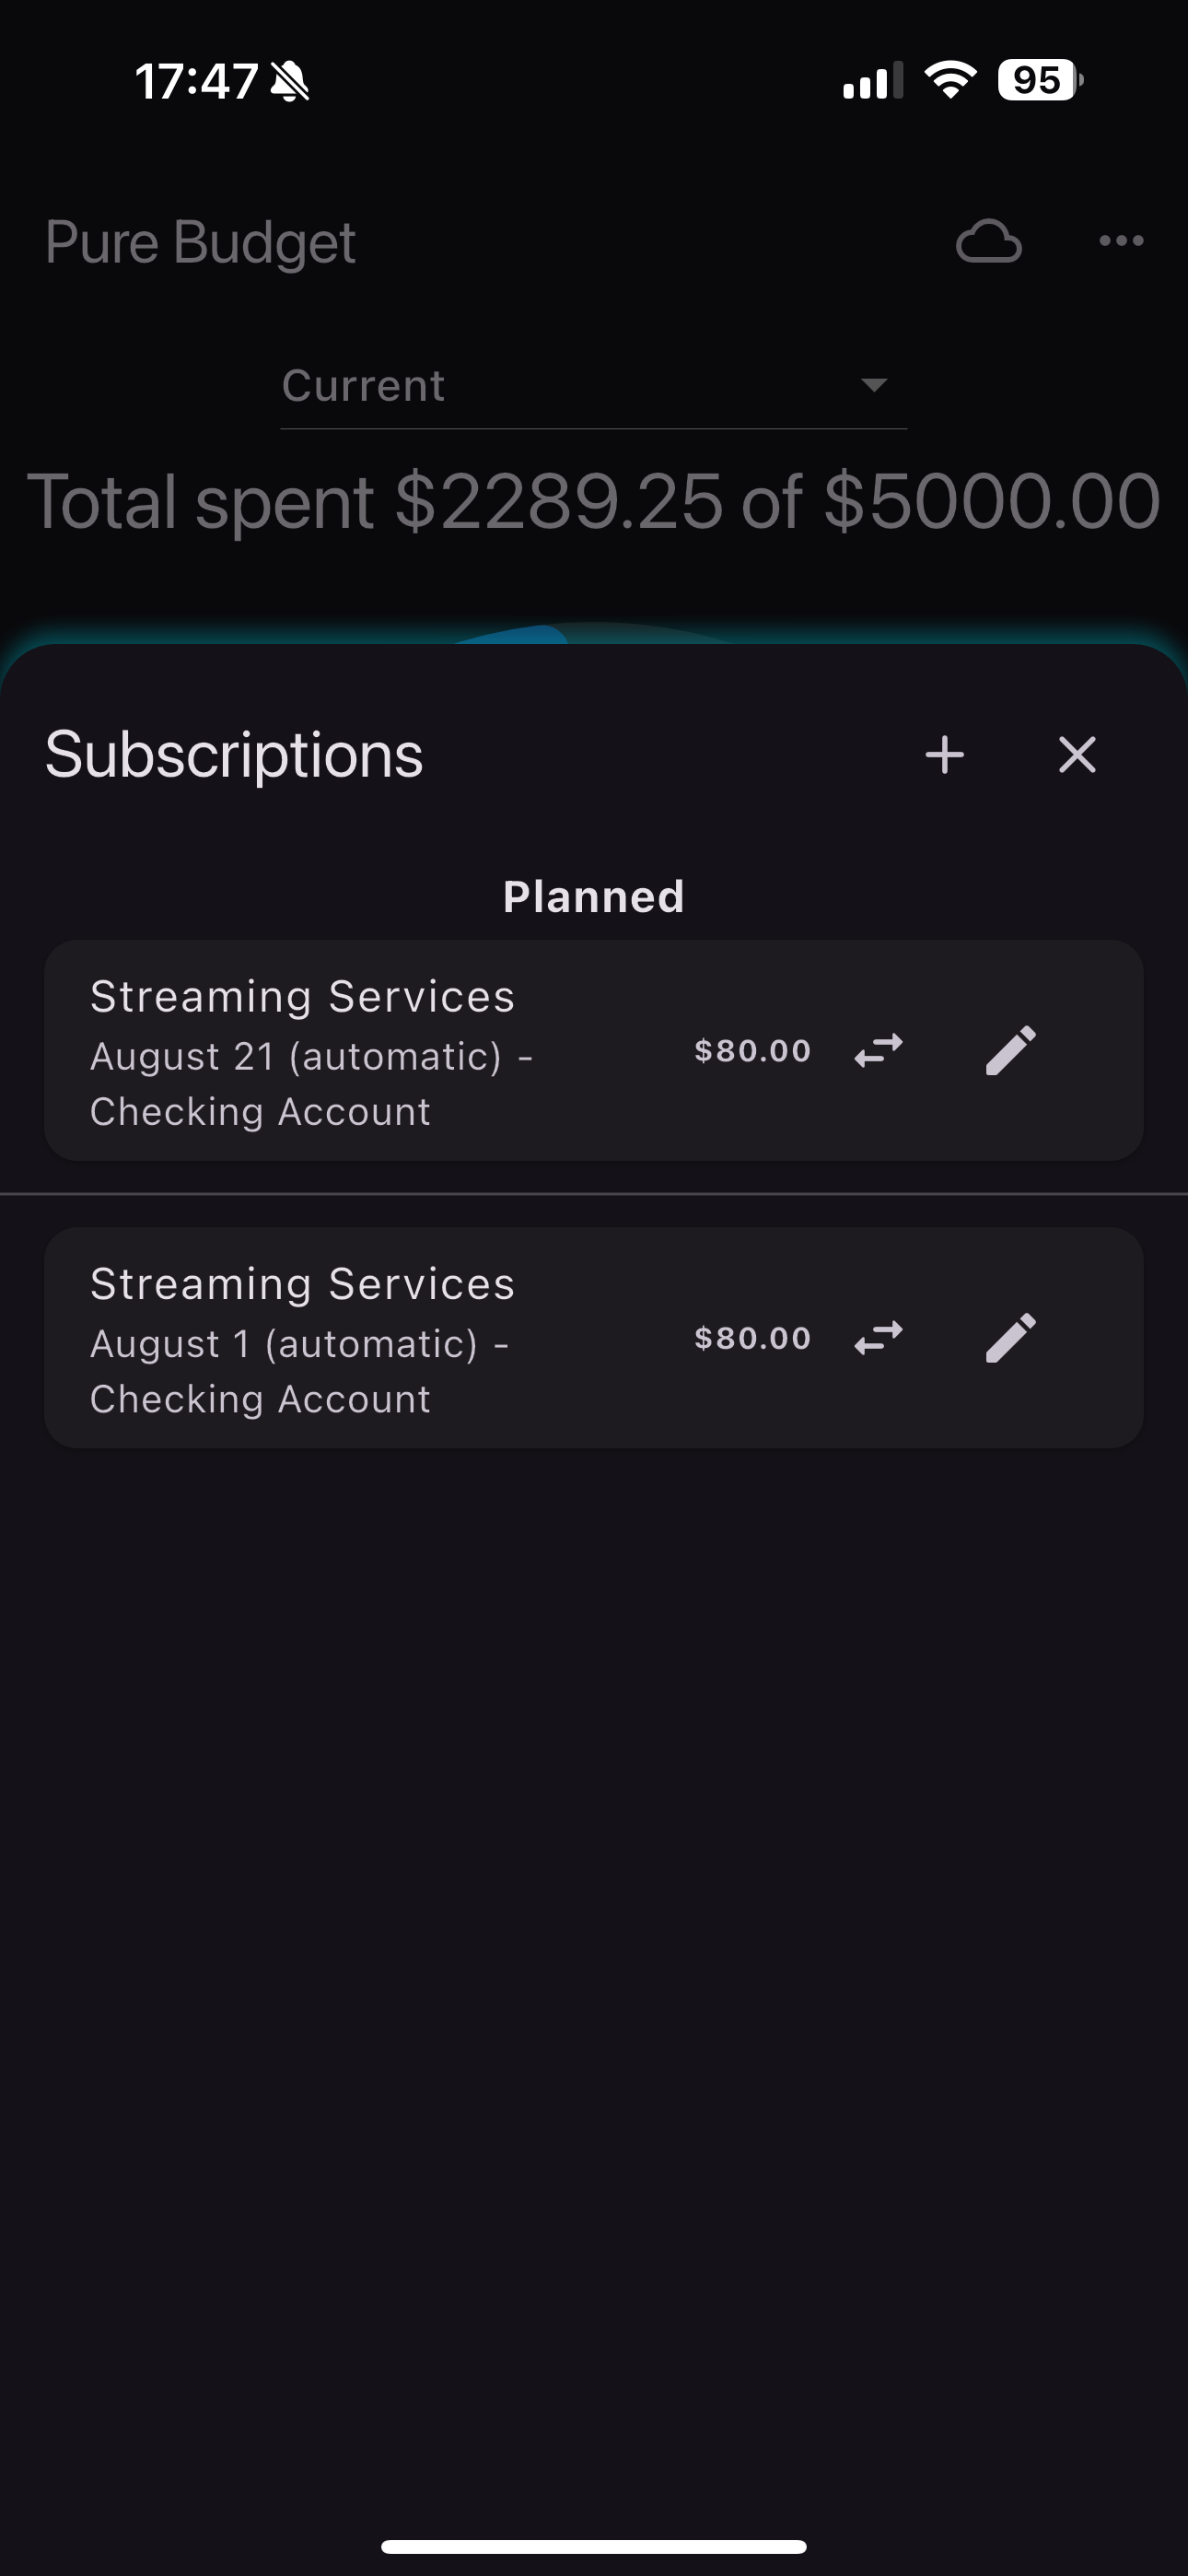 17:47
95
Pure Budget
Current
Total spent $2289.25 of $5000.00
Subscriptions
Planned
Streaming Services
August 21 (automatic) -
Checking Account
$80.00
Streaming Services
August 1 (automatic) -
Checking Account
$80.00